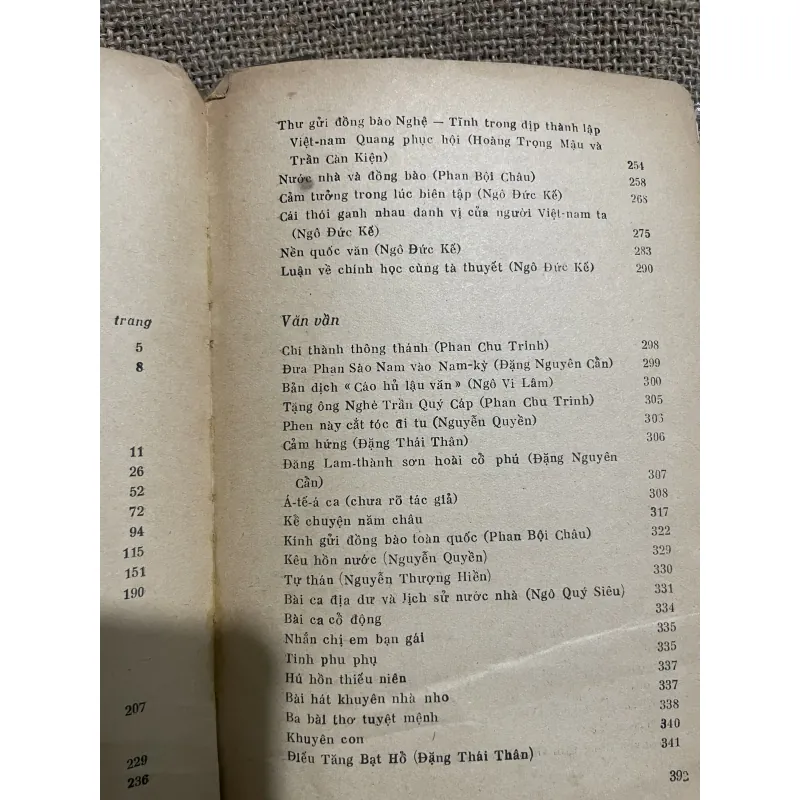 trang
5
8
11
26
52
72
94
115
151
190
207
229
236
Thư gửi đồng bào Nghệ — Tĩnh trong dịp thành lập
Việt-nam Quang phục hội (Hoàng Trọng Mậu và
Trần Càn Kiện) 254
Nước nhà và đồng bào (Phan Bội Châu) 258
Cảm tưởng trong lúc biên tập (Ngô Đức Kế) 268
Cái thói ganh nhau danh vị của người Việt-nam ta
(Ngô Đức Kế) 275
Nền quốc văn (Ngô Đức Kế) 283
Luận về chính học cùng tà thuyết (Ngô Đức Kế) 290
Văn vần
Chí thành thông thánh (Phan Chu Trinh) 298
Đưa Phan Sào Nam vào Nam-kỳ (Đặng Nguyên Cẩn) 299
Bản dịch « Cáo hủ lậu văn » (Ngô Vi Lâm) 300
Tặng ông Nghè Trần Quý Cáp (Phan Chu Trinh) 305
Phen này cắt tóc đi tu (Nguyễn Quyền) 305
Cảm hứng (Đặng Thái Thân) 306
Đăng Lam-thành sơn hoài cổ phú (Đặng Nguyên
Cẩn) 307
Á-tế-á ca (chưa rõ tác giả) 308
Kể chuyện năm châu 317
Kính gửi đồng bào toàn quốc (Phan Bội Châu) 322
Kêu hồn nước (Nguyễn Quyền) 329
Tự thán (Nguyễn Thượng Hiền) 330
Bài ca địa dư và lịch sử nước nhà (Ngô Quý Siêu) 331
Bài ca cổ động 334
Nhắn chị em bạn gái 335
Tình phu phụ 335
Hú hồn thiếu niên 337
Bài hát khuyên nhà nho 337
Ba bài thơ tuyệt mệnh 338
Khuyên con 340
Điếu Tăng Bạt Hổ (Đặng Thái Thân) 341
392